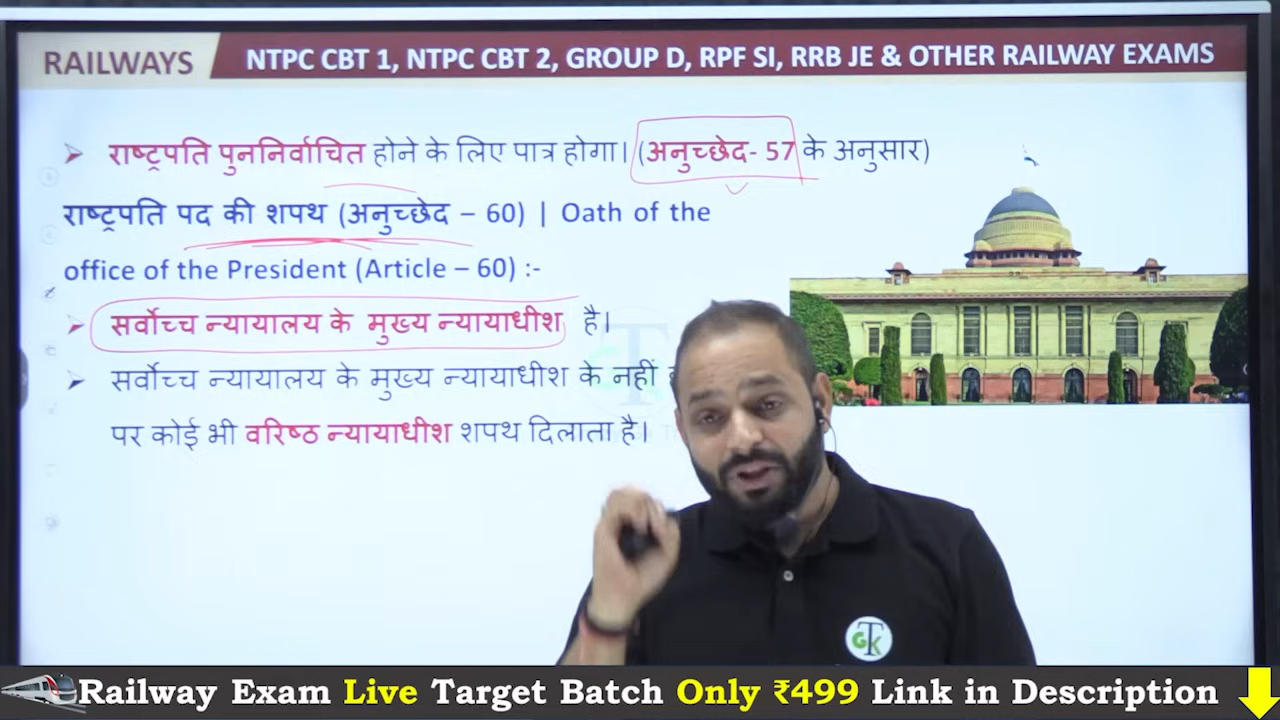 RAILWAYS
NTPC CBT 1, NTPC CBT 2, GROUP D, RPF SI, RRB JE & OTHER RAILWAY EXAMS
➤ राष्ट्रपति पुननिर्वाचित होने के लिए पात्र होगा। (अनुच्छेद- 57 के अनुसार)
राष्ट्रपति पद की शपथ (अनुच्छेद – 60) | Oath of the
office of the President (Article – 60) :-
➤ सर्वोच्च न्यायालय के मुख्य न्यायाधीश है।
➤ सर्वोच्च न्यायालय के मुख्य न्यायाधीश के नहीं
पर कोई भी वरिष्ठ न्यायाधीश शपथ दिलाता है।
GTK
Railway Exam Live Target Batch Only ₹499 Link in Description